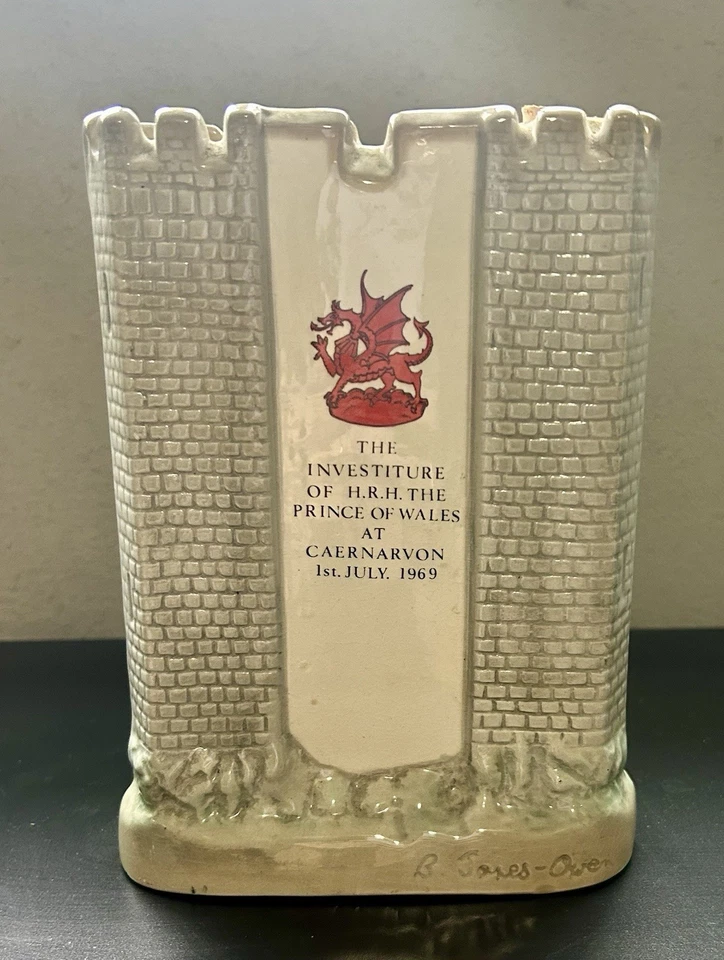 THE
INVESTITURE
OF H.R.H. THE
PRINCE OF WALES
AT
CAERNARVON
1st. JULY. 1969
B. Jones-Owen